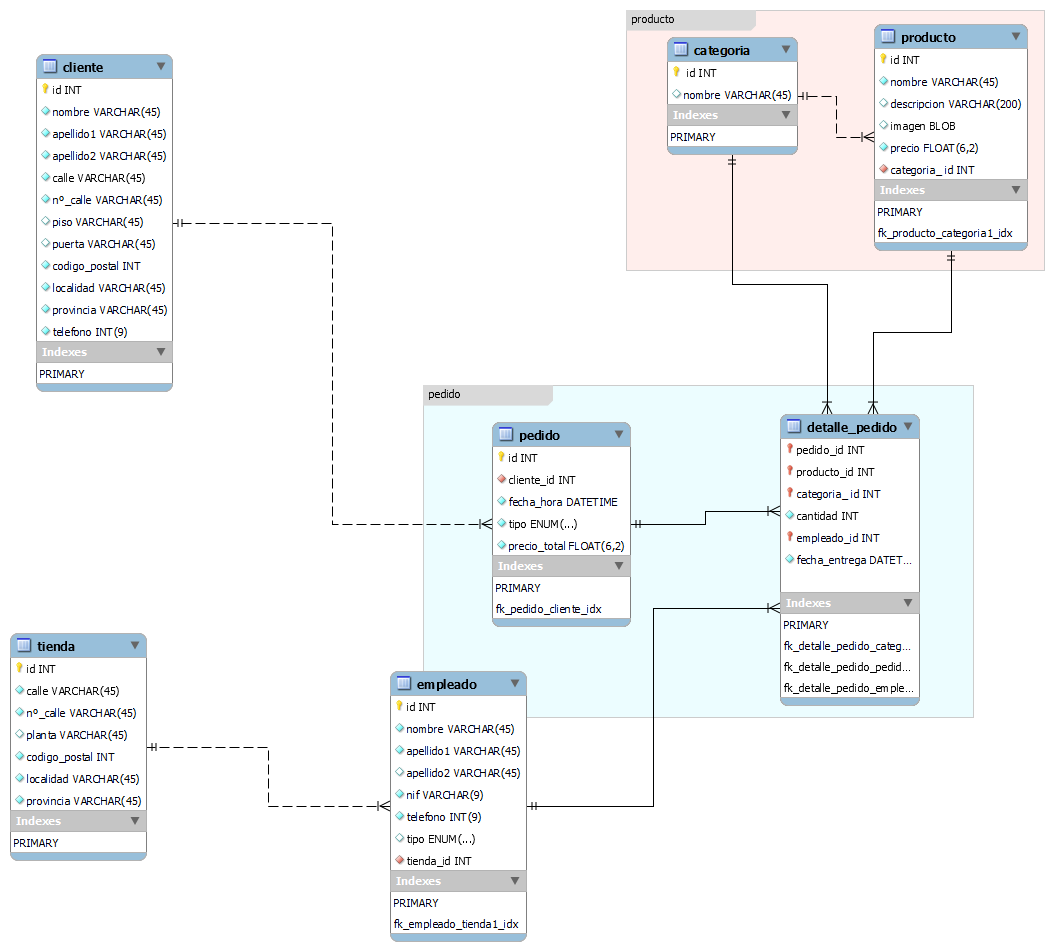 producto
categoria
id INT
nombre VARCHAR(45)
Indexes
PRIMARY
producto
id INT
nombre VARCHAR(45)
descripcion VARCHAR(200)
imagen BLOB
precio FLOAT(6,2)
categoria_ id INT
Indexes
PRIMARY
fk_producto_categoria1_idx
cliente
id INT
nombre VARCHAR(45)
apellido1 VARCHAR(45)
apellido2 VARCHAR(45)
calle VARCHAR(45)
nº_calle VARCHAR(45)
piso VARCHAR(45)
puerta VARCHAR(45)
codigo_postal INT
localidad VARCHAR(45)
provincia VARCHAR(45)
telefono INT(9)
Indexes
PRIMARY
pedido
pedido
id INT
cliente_id INT
fecha_hora DATETIME
tipo ENUM(...)
precio_total FLOAT(6,2)
Indexes
PRIMARY
fk_pedido_cliente_idx
detalle_pedido
pedido_id INT
producto_id INT
categoria_ id INT
cantidad INT
empleado_id INT
fecha_entrega DATET...
Indexes
PRIMARY
fk_detalle_pedido_categ...
fk_detalle_pedido_pedid...
fk_detalle_pedido_emple...
tienda
id INT
calle VARCHAR(45)
nº_calle VARCHAR(45)
planta VARCHAR(45)
codigo_postal INT
localidad VARCHAR(45)
provincia VARCHAR(45)
Indexes
PRIMARY
empleado
id INT
nombre VARCHAR(45)
apellido1 VARCHAR(45)
apellido2 VARCHAR(45)
nif VARCHAR(9)
telefono INT(9)
tipo ENUM(...)
tienda_id INT
Indexes
PRIMARY
fk_empleado_tienda1_idx